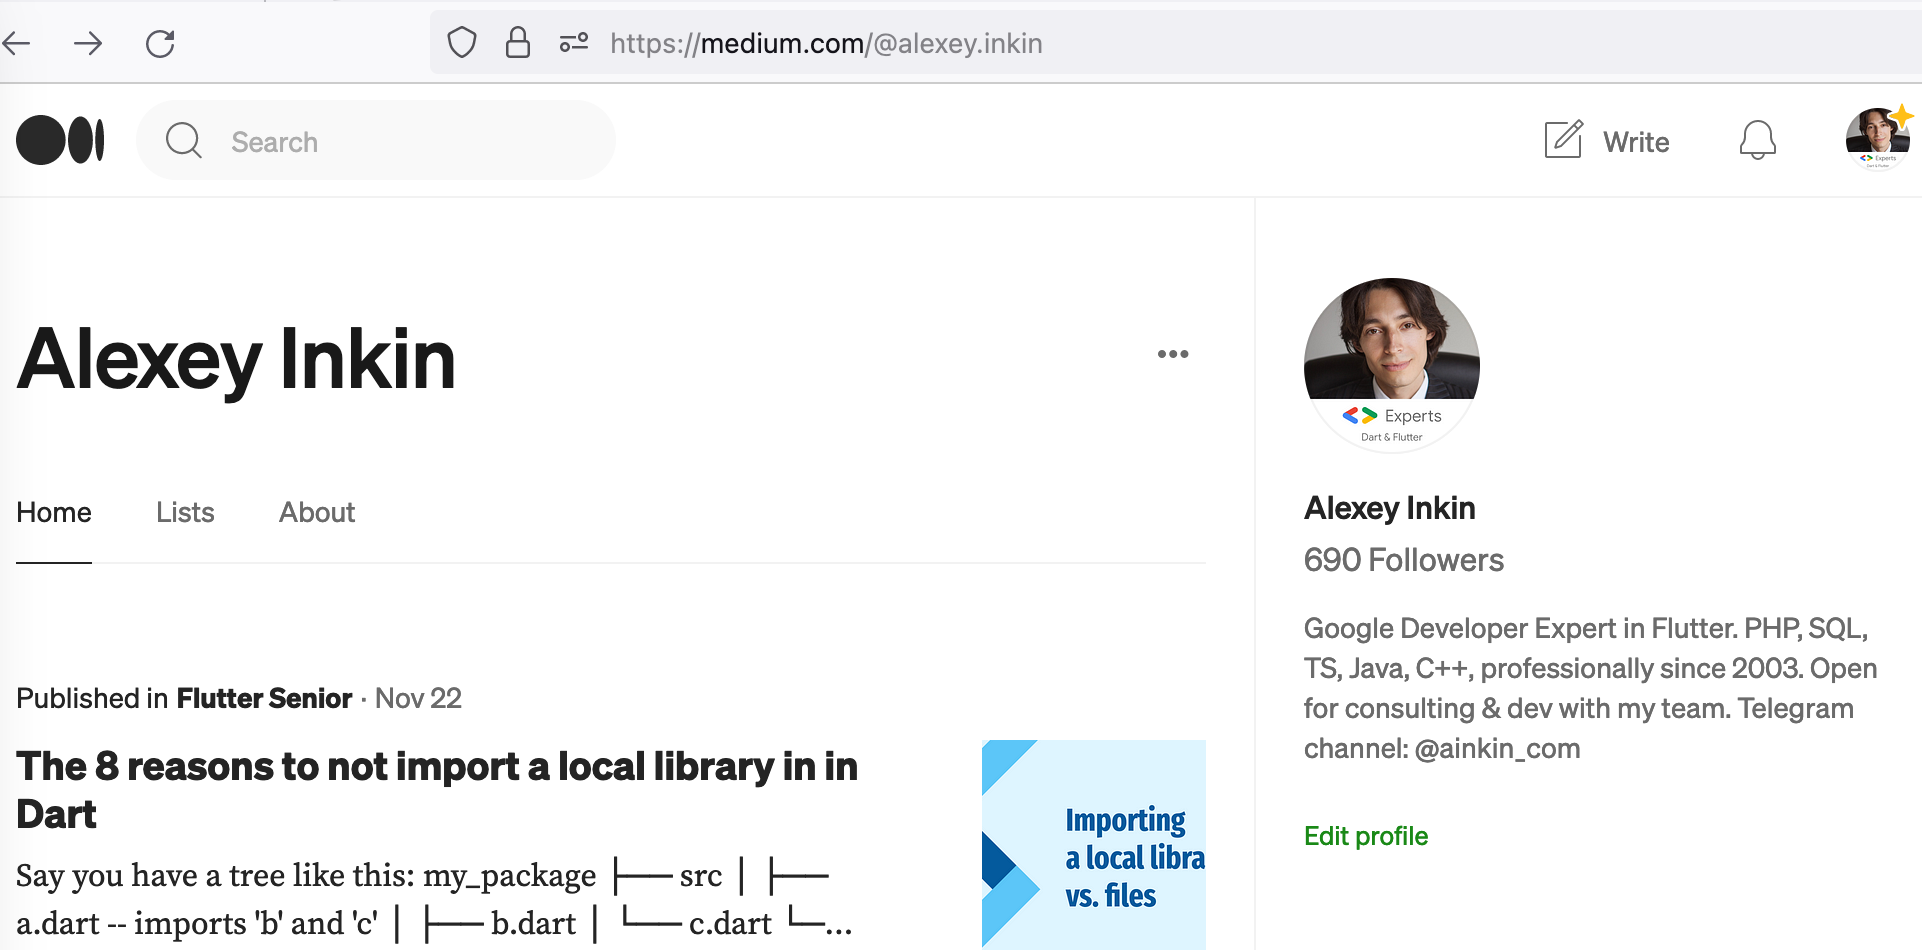 https://medium.com/@alexey.inkin
Search
Write
Experts
Dart & Flutter
Alexey Inkin
Home
Lists
About
Published in Flutter Senior · Nov 22
The 8 reasons to not import a local library in in
Dart
Say you have a tree like this: my_package ├── src │ ├──
a.dart -- imports 'b' and 'c' │ ├── b.dart │ └── c.dart └─...
Importing
a local libra
vs. files
Experts
Dart & Flutter
Alexey Inkin
690 Followers
Google Developer Expert in Flutter. PHP, SQL,
TS, Java, C++, professionally since 2003. Open
for consulting & dev with my team. Telegram
channel: @ainkin_com
Edit profile